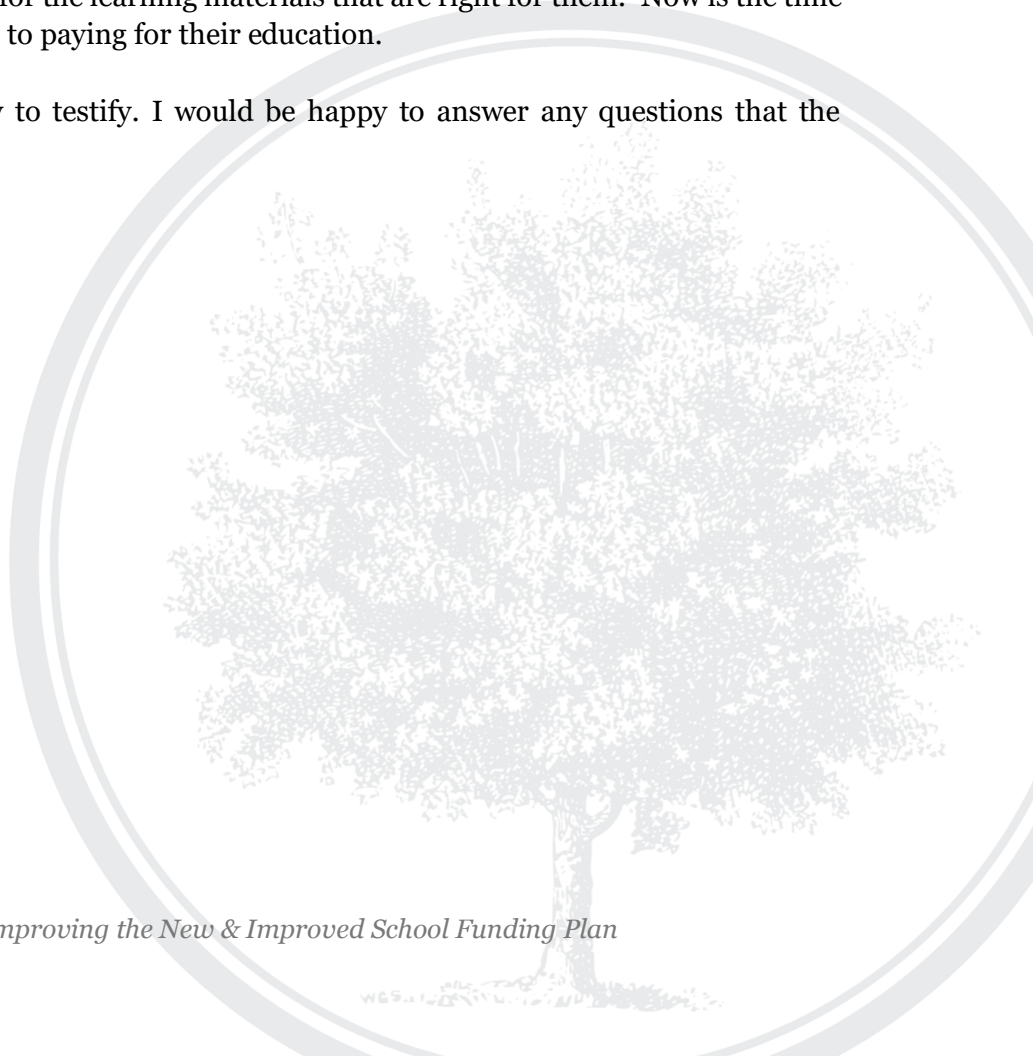 for the learning materials that are right for them? Now is the time
to paying for their education.
to testify. I would be happy to answer any questions that the
mproving the New & Improved School Funding Plan